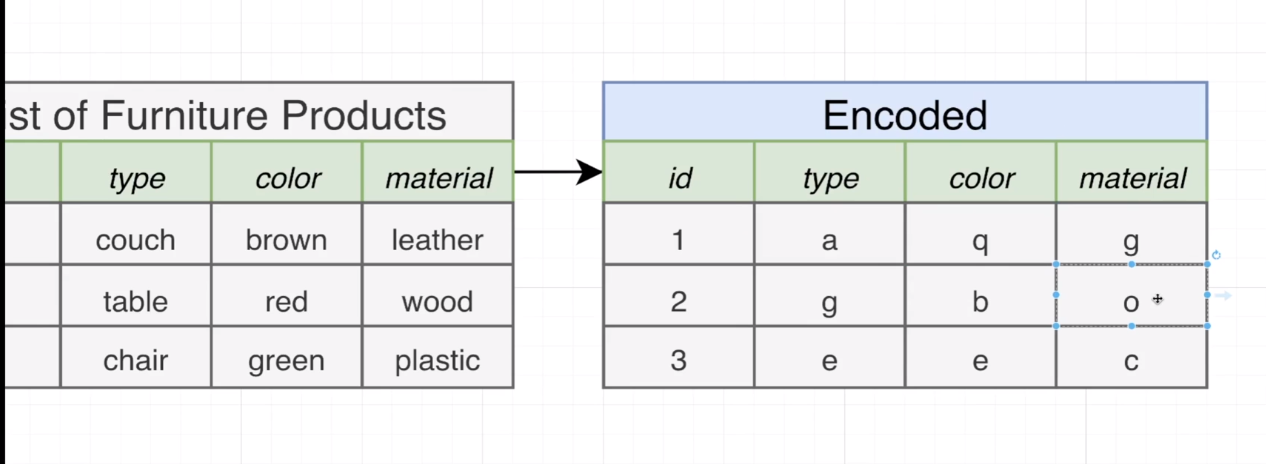 st of Furniture Products
type color material
couch brown leather
table red wood
chair green plastic
Encoded
id type color material
1 a q g
2 g b o
3 e e c